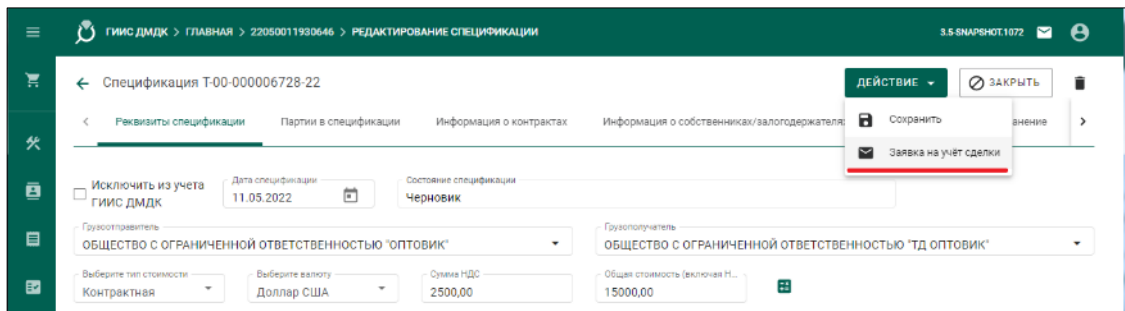 ГИИС ДМДК > ГЛАВНАЯ > 22050011930646 > РЕДАКТИРОВАНИЕ СПЕЦИФИКАЦИИ 3.5-SNAPSHOT.1072
Спецификация Т-00-000006728-22 ДЕЙСТВИЕ ЗАКРЫТЬ
Реквизиты спецификации Партии в спецификации Информация о контрактах Информация о собственниках/залогодержателях Сохранить
Заявка на учёт сделки
Исключить из учета ГИИС ДМДК
Дата спецификации Состояние спецификации
11.05.2022 Черновик
Грузоотправитель Грузополучатель
ОБЩЕСТВО С ОГРАНИЧЕННОЙ ОТВЕТСТВЕННОСТЬЮ "ОПТОВИК" ОБЩЕСТВО С ОГРАНИЧЕННОЙ ОТВЕТСТВЕННОСТЬЮ "ТД ОПТОВИК"
Выберите тип стоимости Выберите валюту Сумма НДС Общая стоимость (включая Н...
Контрактная Доллар США 2500,00 15000,00